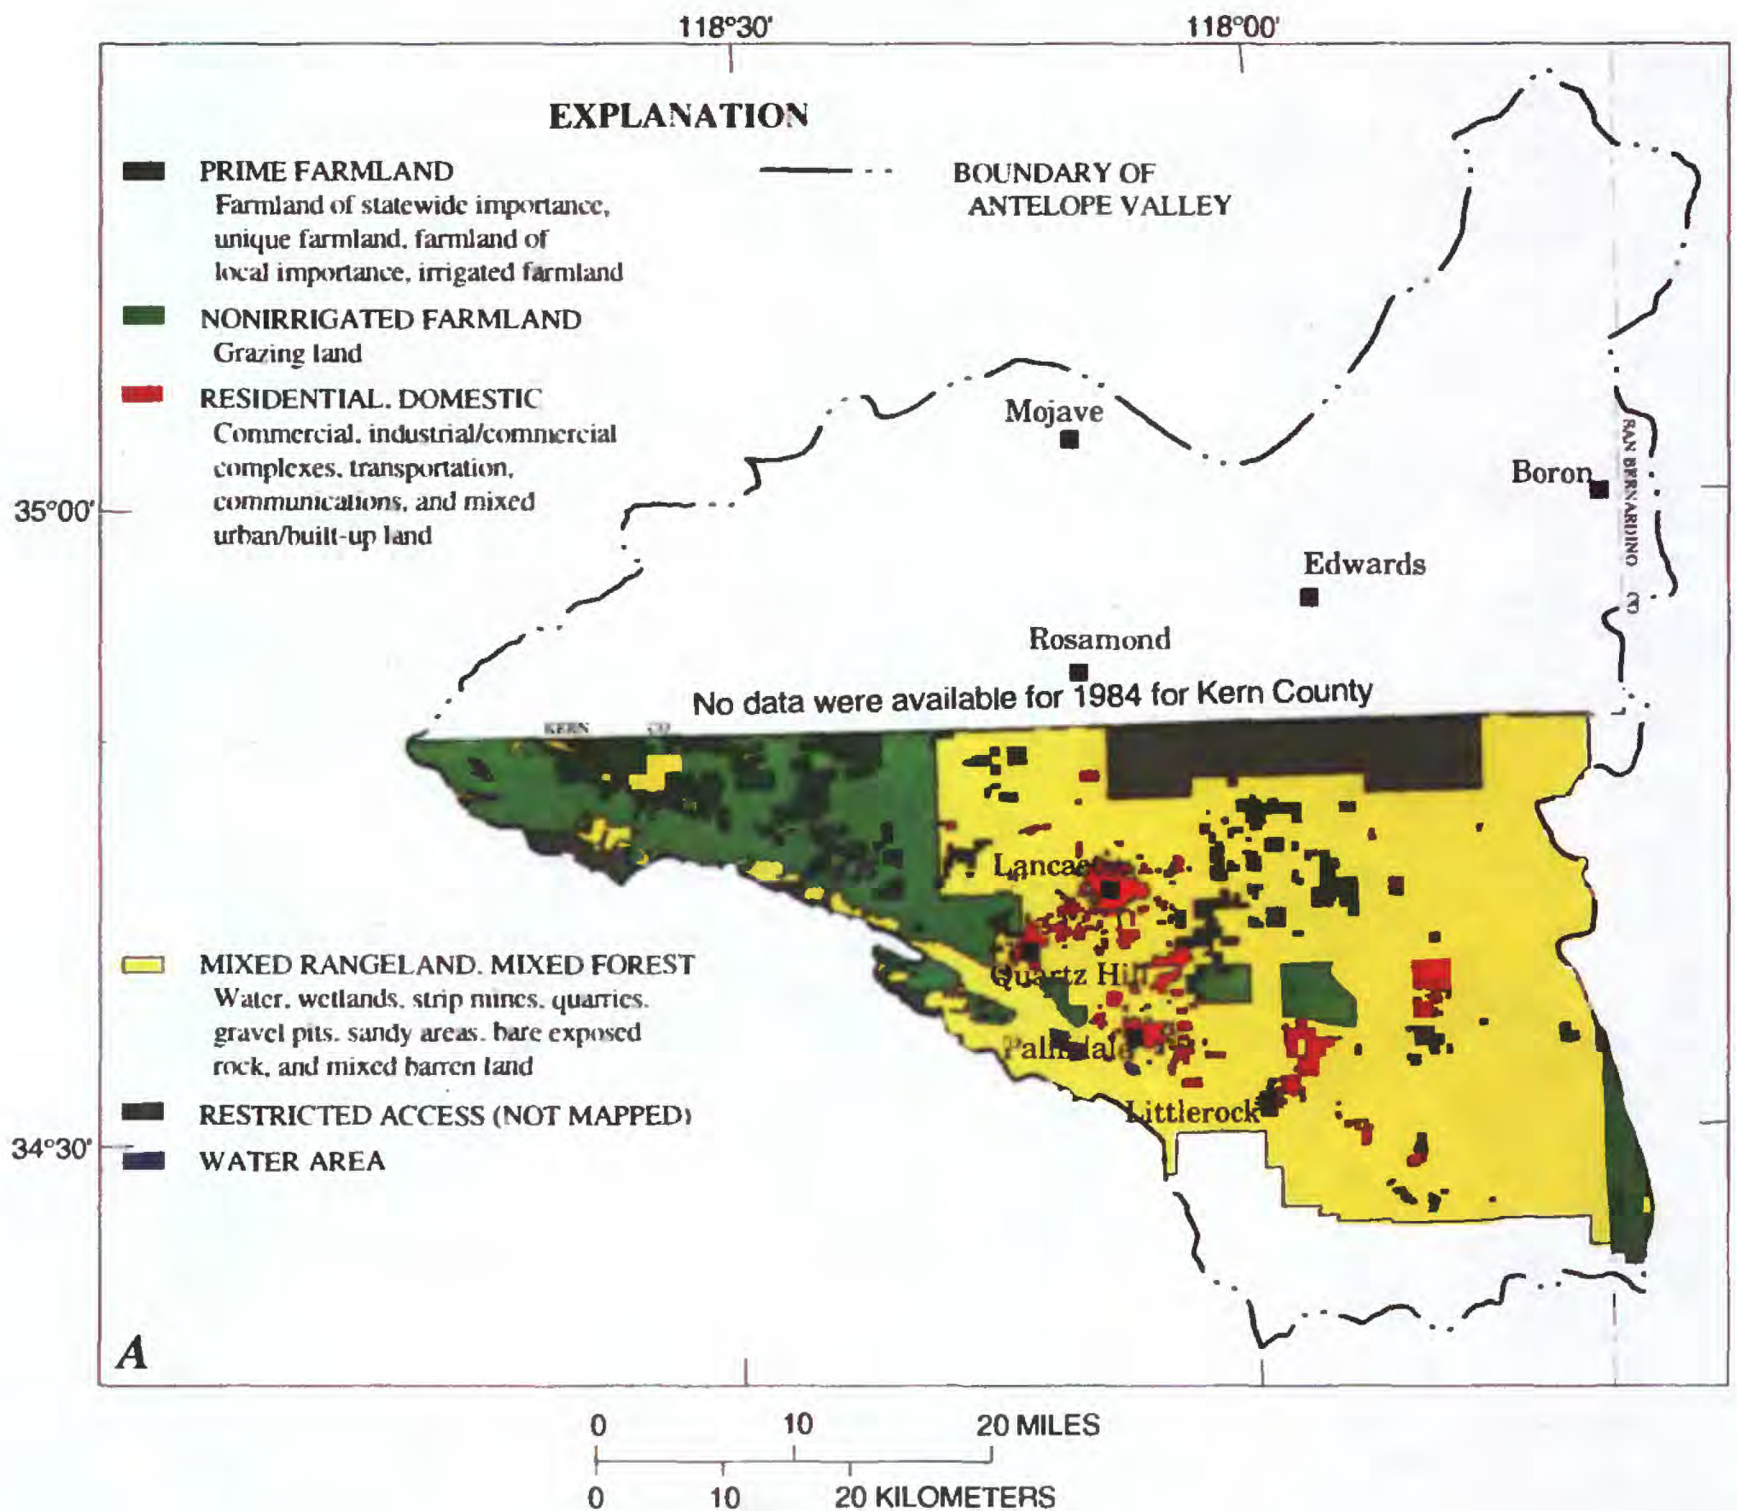 118°30'
118°00'
EXPLANATION
PRIME FARMLAND
Farmland of statewide importance,
unique farmland, farmland of
local importance, irrigated farmland
BOUNDARY OF
ANTELOPE VALLEY
NONIRRIGATED FARMLAND
Grazing land
RESIDENTIAL. DOMESTIC
Commercial, industrial/commercial
complexes, transportation,
communications, and mixed
urban/built-up land
Mojave
Boron
SAN BERNARDINO CO
35°00'
Edwards
Rosamond
No data were available for 1984 for Kern County
KERN CO
Lancaster
Quartz Hill
Palmdale
Littlerock
MIXED RANGELAND. MIXED FOREST
Water, wetlands, strip mines, quarries,
gravel pits, sandy areas, bare exposed
rock, and mixed barren land
RESTRICTED ACCESS (NOT MAPPED)
34°30'
WATER AREA
A
0 10 20 MILES
0 10 20 KILOMETERS